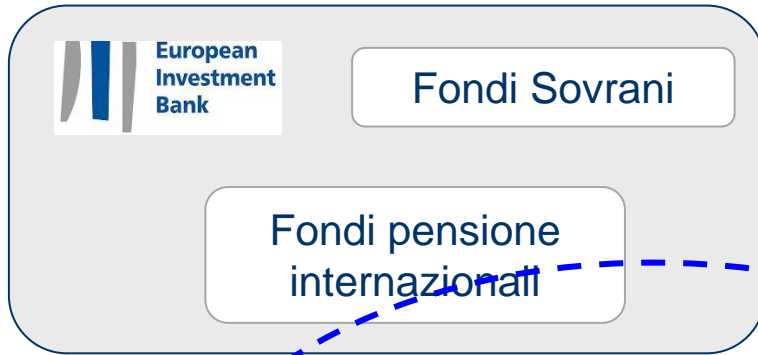 European
Investment
Bank
Fondi Sovrani
Fondi pensione
internazionali